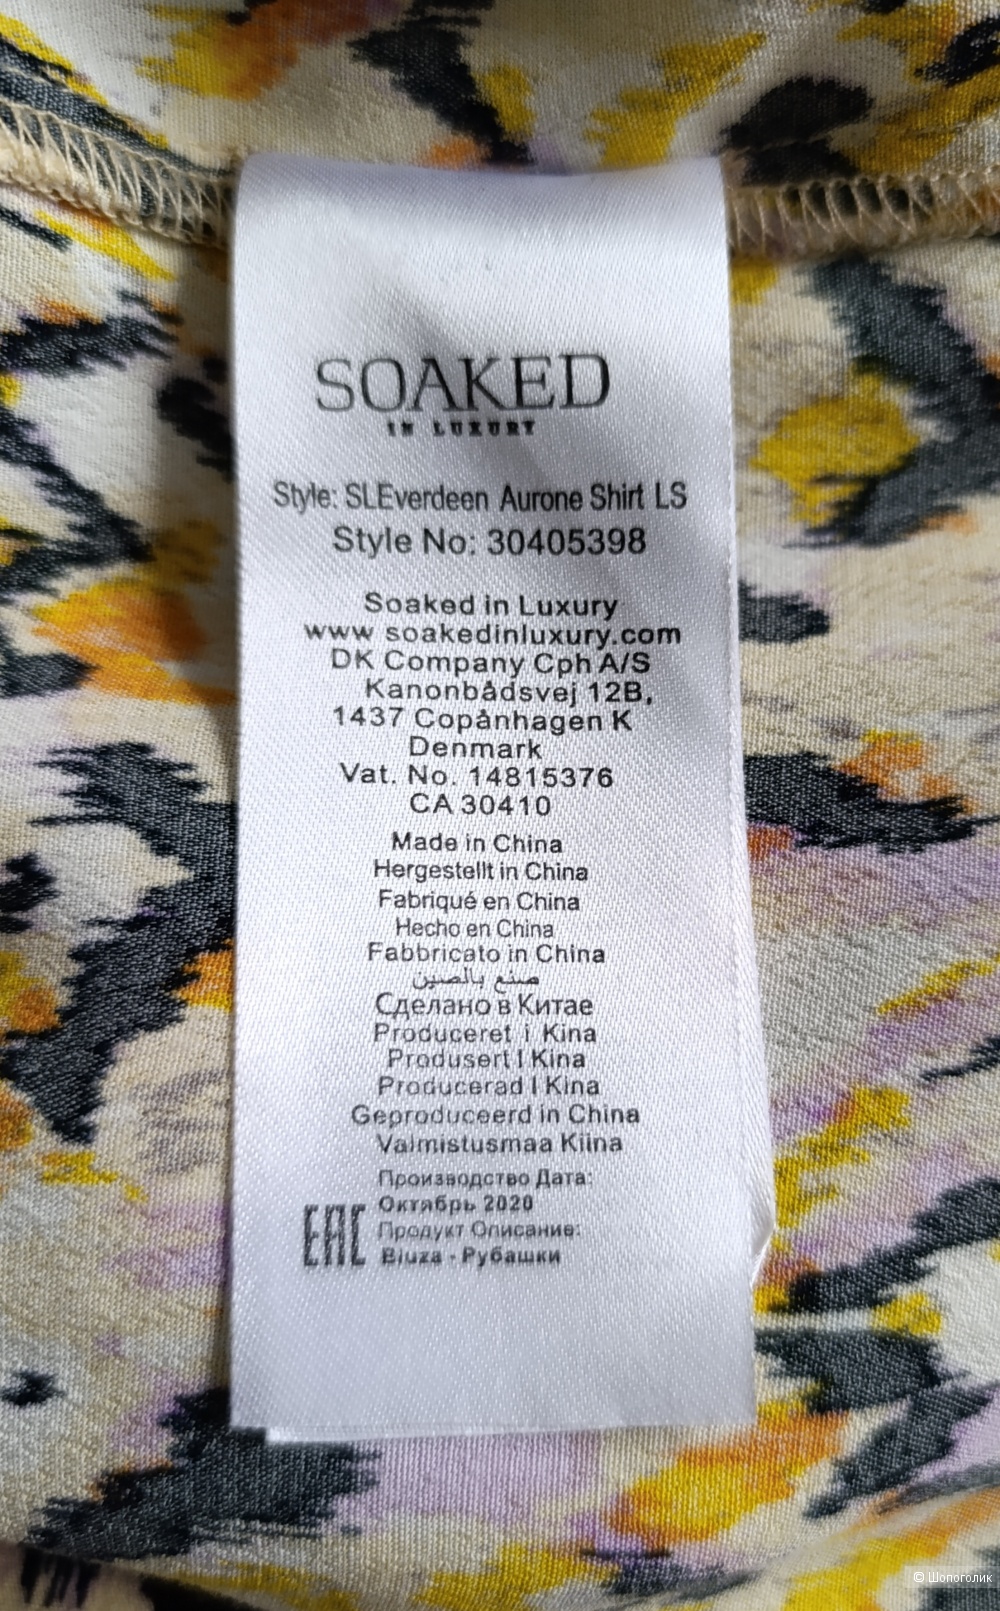 SOAKED
IN LUXURY
Style: SLEverdeen Aurone Shirt LS
Style No: 30405398
Soaked in Luxury
www soakedinluxury.com
DK Company Cph A/S
Kanonbådsvej 12B,
1437 Copånhagen K
Denmark
Vat. No. 14815376
CA 30410
Made in China
Hergestellt in China
Fabriqué en China
Hecho en China
Fabbricato in China
صنع بالصين
Сделано в Китае
Produceret i Kina
Produsert I Kina
Producerad I Kina
Geproduceerd in China
Valmistusmaa Kiina
Производство Дата:
Октябрь 2020
Продукт Описание:
Bluza - Рубашки
EAC
© Шопоголик